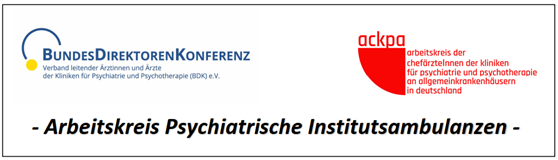 BUNDESDIREKTORENKONFERENZ
Verband leitender Ärztinnen und Ärzte
der Kliniken für Psychiatrie und Psychotherapie (BDK) e.V.
ackpa
arbeitskreis der
chefärzteInnen der kliniken
für psychiatrie und psychotherapie
an allgemeinkrankenhäusern
in deutschland
- Arbeitskreis Psychiatrische Institutsambulanzen -